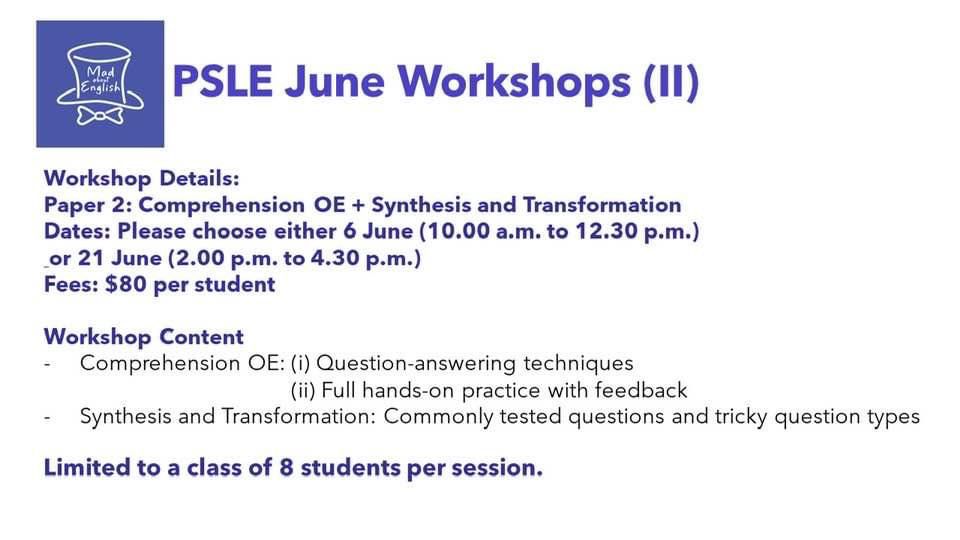 Mad
about
English
PSLE June Workshops (II)
Workshop Details:
Paper 2: Comprehension OE + Synthesis and Transformation
Dates: Please choose either 6 June (10.00 a.m. to 12.30 p.m.)
or 21 June (2.00 p.m. to 4.30 p.m.)
Fees: $80 per student
Workshop Content
- Comprehension OE: (i) Question-answering techniques
(ii) Full hands-on practice with feedback
- Synthesis and Transformation: Commonly tested questions and tricky question types
Limited to a class of 8 students per session.